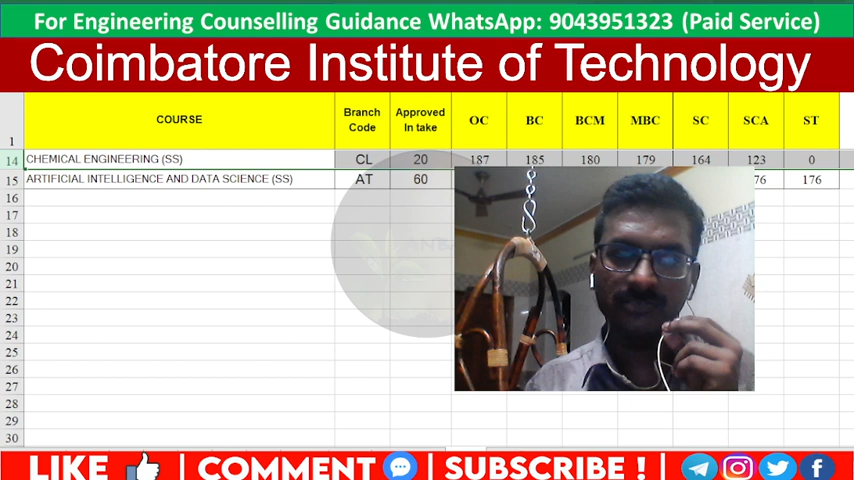 For Engineering Counselling Guidance WhatsApp: 9043951323 (Paid Service)
Coimbatore Institute of Technology
1 COURSE Branch Code Approved In take OC BC BCM MBC SC SCA ST
14 CHEMICAL ENGINEERING (SS) CL 20 187 185 180 179 164 123 0
15 ARTIFICIAL INTELLIGENCE AND DATA SCIENCE (SS) AT 60 76 176
16
17
18
19
20
21
22
23
24
25
26
27
28
29
30
LIKE | COMMENT | SUBSCRIBE ! |